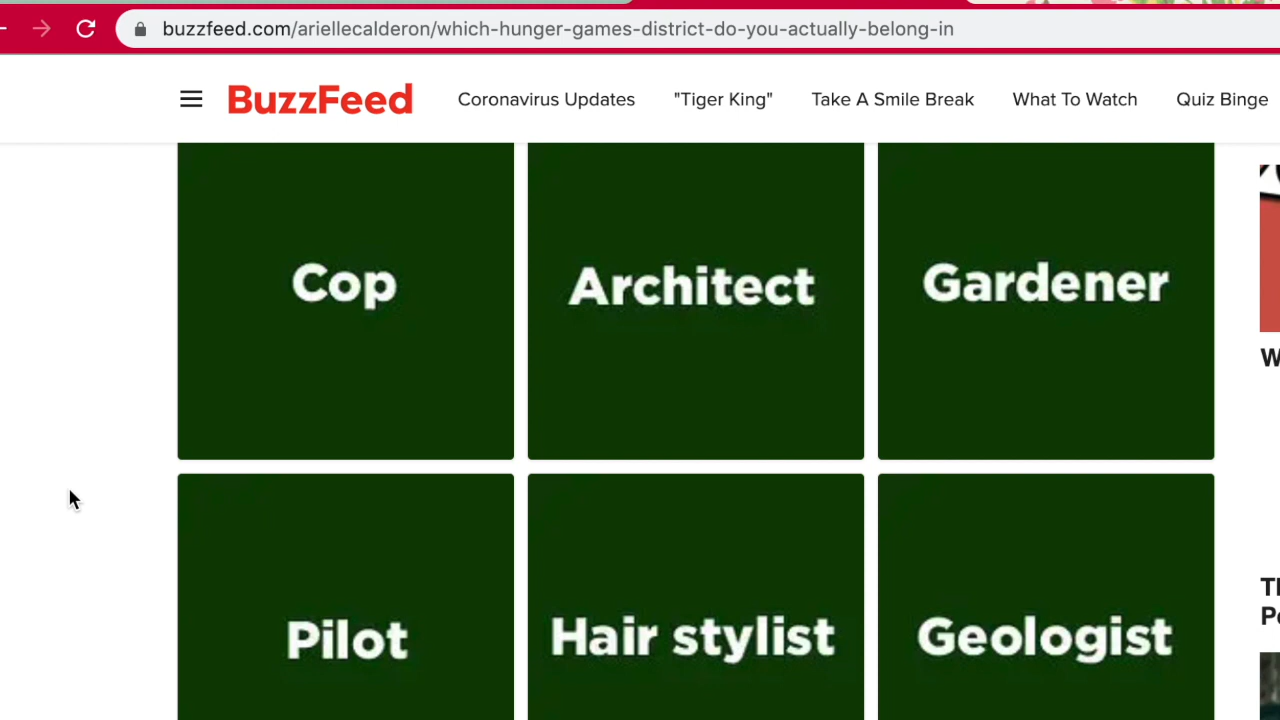 buzzfeed.com/ariellecalderon/which-hunger-games-district-do-you-actually-belong-in
BuzzFeed Coronavirus Updates "Tiger King" Take A Smile Break What To Watch Quiz Binge
Cop Architect Gardener
Pilot Hair stylist Geologist